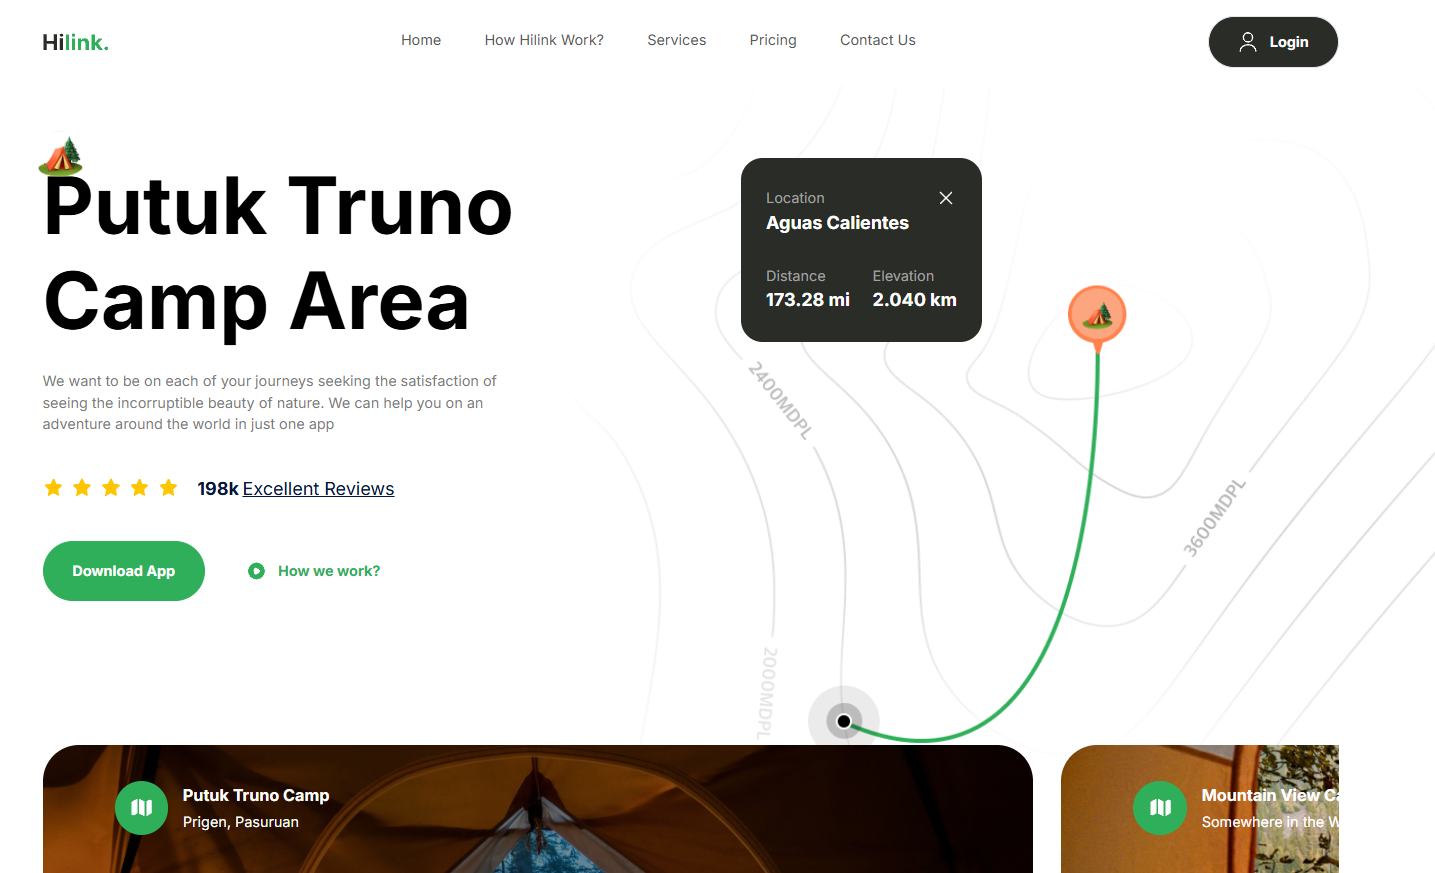 Hilink.
Home
How Hilink Work?
Services
Pricing
Contact Us
Login
Putuk Truno
Camp Area
We want to be on each of your journeys seeking the satisfaction of
seeing the incorruptible beauty of nature. We can help you on an
adventure around the world in just one app
198k Excellent Reviews
Download App
How we work?
Location
Aguas Calientes
Distance
Elevation
173.28 mi
2.040 km
2400MDPL
3600MDPL
2000MDPL
Putuk Truno Camp
Prigen, Pasuruan
Mountain View Ca
Somewhere in the W